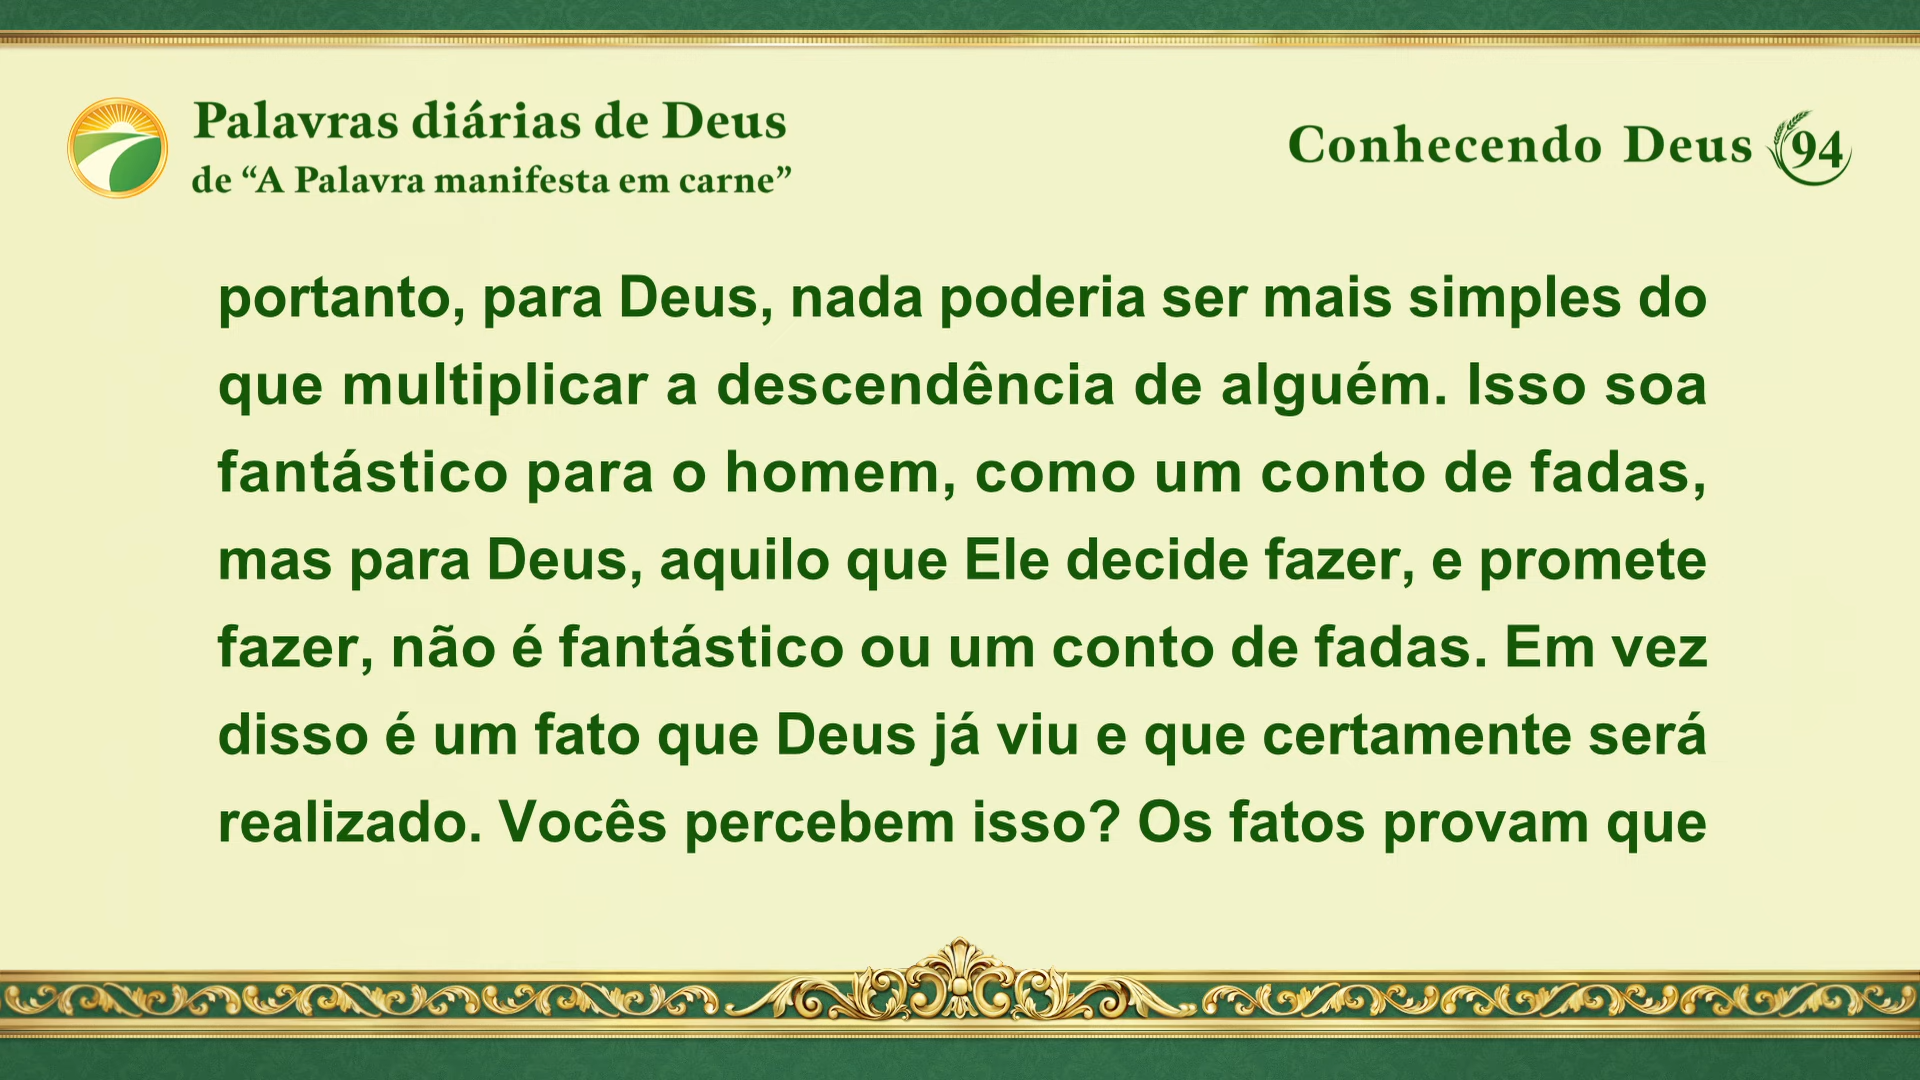 Palavras diárias de Deus
de “A Palavra manifesta em carne”
Conhecendo Deus 94
portanto, para Deus, nada poderia ser mais simples do
que multiplicar a descendência de alguém. Isso soa
fantástico para o homem, como um conto de fadas,
mas para Deus, aquilo que Ele decide fazer, e promete
fazer, não é fantástico ou um conto de fadas. Em vez
disso é um fato que Deus já viu e que certamente será
realizado. Vocês percebem isso? Os fatos provam que